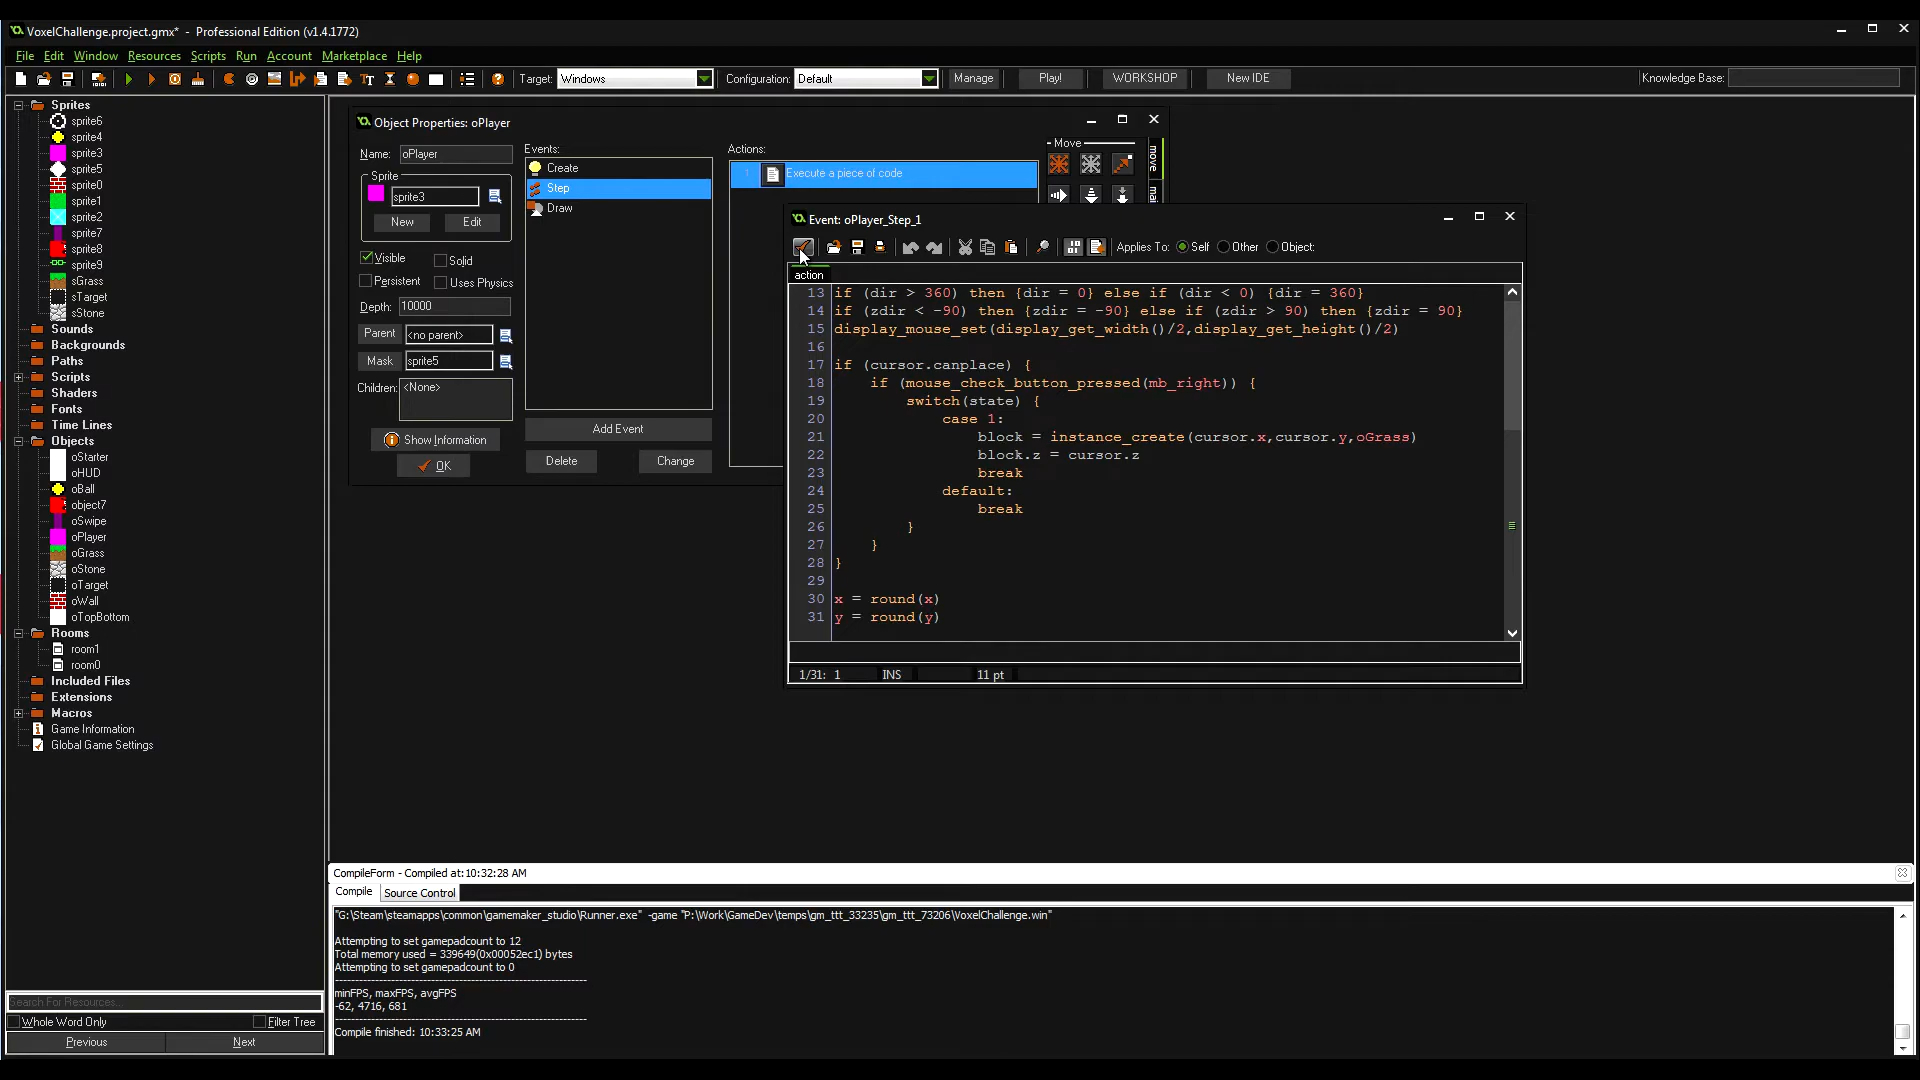 VoxelChallenge.project.gmx* - Professional Edition (v1.4.1772)
File Edit Window Resources Scripts Run Account Marketplace Help
Target: Windows Configuration: Default Manage Play! WORKSHOP New IDE Knowledge Base:
Sprites
sprite6
sprite4
sprite3
sprite5
sprite0
sprite1
sprite2
sprite7
sprite8
sprite9
sGrass
sTarget
sStone
Sounds
Backgrounds
Paths
Scripts
Shaders
Fonts
Time Lines
Objects
oStarter
oHUD
oBall
object7
oSwipe
oPlayer
oGrass
oStone
oTarget
oWall
oTopBottom
Rooms
room1
room0
Included Files
Extensions
Macros
Game Information
Global Game Settings
Search For Resources...
Whole Word Only Filter Tree
Previous Next
Object Properties: oPlayer
Name: oPlayer
Sprite
sprite3
New Edit
Visible Solid
Persistent Uses Physics
Depth: 10000
Parent <no parent>
Mask sprite5
Children: <None>
Show Information
OK
Events:
Create
Step
Draw
Add Event
Delete Change
Actions:
1 Execute a piece of code
Move
move
Event: oPlayer_Step_1
Applies To: Self Other Object:
action
13 if (dir > 360) then {dir = 0} else if (dir < 0) {dir = 360}
14 if (zdir < -90) then {zdir = -90} else if (zdir > 90) then {zdir = 90}
15 display_mouse_set(display_get_width()/2,display_get_height()/2)
16
17 if (cursor.canplace) {
18 if (mouse_check_button_pressed(mb_right)) {
19 switch(state) {
20 case 1:
21 block = instance_create(cursor.x,cursor.y,oGrass)
22 block.z = cursor.z
23 break
24 default:
25 break
26 }
27 }
28 }
29
30 x = round(x)
31 y = round(y)
1/31: 1 INS 11 pt
CompileForm - Compiled at:10:32:28 AM
Compile Source Control
"G:\Steam\steamapps\common\gamemaker_studio\Runner.exe" -game "P:\Work\GameDev\temps\gm_ttt_33235\gm_ttt_73206\VoxelChallenge.win"
Attempting to set gamepadcount to 12
Total memory used = 339649(0x00052ec1) bytes
Attempting to set gamepadcount to 0
minFPS, maxFPS, avgFPS
-62, 4716, 681
Compile finished: 10:33:25 AM